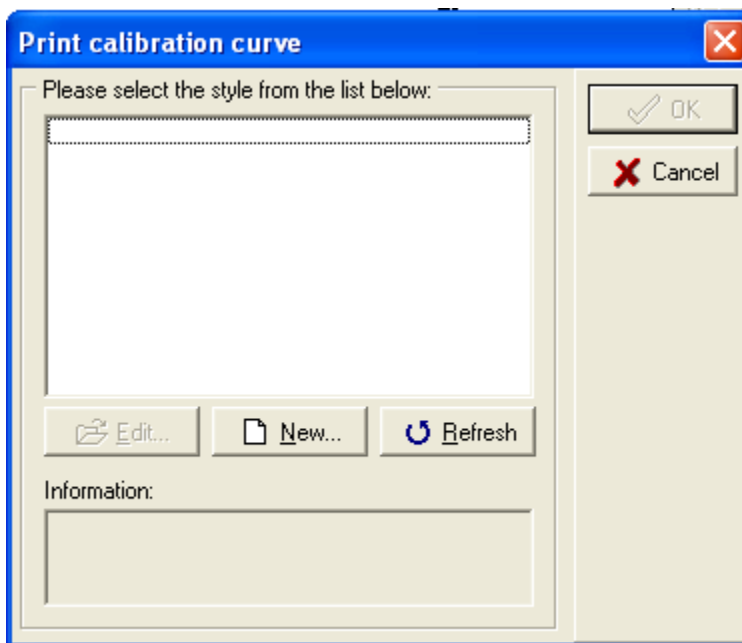 Print calibration curve
Please select the style from the list below:
OK
Cancel
Edit...
New...
Refresh
Information: